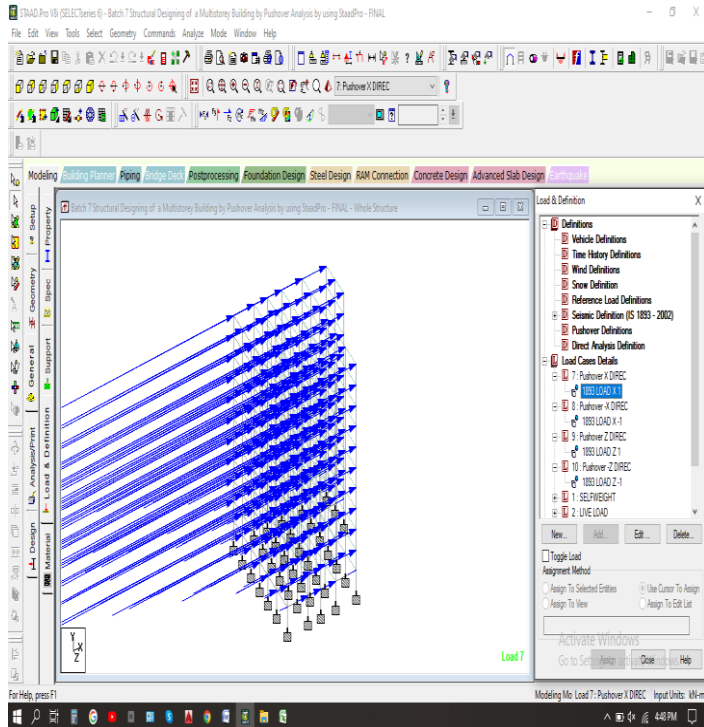 STAAD.Pro V8i (SELECTseries 6) - Batch 7 Structural Designing of a Multistorey Building by Pushover Analysis by using StaadPro - FINAL
File Edit View Tools Select Geometry Commands Analyze Mode Window Help
7: Pushover X DIREC
Modeling Building Planner Piping Bridge Deck Postprocessing Foundation Design Steel Design RAM Connection Concrete Design Advanced Slab Design Earthquake
Setup
Geometry
General
Analysis/Print
Design
Property
Spec
Support
Load & Definition
Material
Batch 7 Structural Designing of a Multistorey Building by Pushover Analysis by using StaadPro - FINAL - Whole Structure
Y
X
Z
Load 7
Load & Definition X
Definitions
Vehicle Definitions
Time History Definitions
Wind Definitions
Snow Definition
Reference Load Definitions
Seismic Definition (IS 1893 - 2002)
Pushover Definitions
Direct Analysis Definition
Load Cases Details
7 : Pushover X DIREC
1893 LOAD X 1
8 : Pushover -X DIREC
1893 LOAD X -1
9 : Pushover Z DIREC
1893 LOAD Z 1
10 : Pushover -Z DIREC
1893 LOAD Z -1
1 : SELFWEIGHT
2 : LIVE LOAD
New... Add... Edit ... Delete...
Toggle Load
Assignment Method
Assign To Selected Entities Use Cursor To Assign
Assign To View Assign To Edit List
Activate Windows
Assign Close Help
For Help, press F1
Modeling Mo Load 7 : Pushover X DIREC Input Units: kN-m
4:48 PM